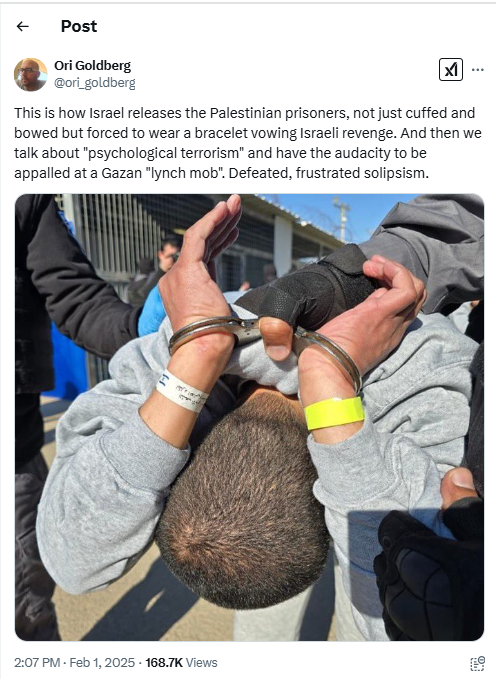 Post
Ori Goldberg
@ori_goldberg
This is how Israel releases the Palestinian prisoners, not just cuffed and
bowed but forced to wear a bracelet vowing Israeli revenge. And then we
talk about "psychological terrorism" and have the audacity to be
appalled at a Gazan "lynch mob". Defeated, frustrated solipsism.
2:07 PM · Feb 1, 2025 · 168.7K Views